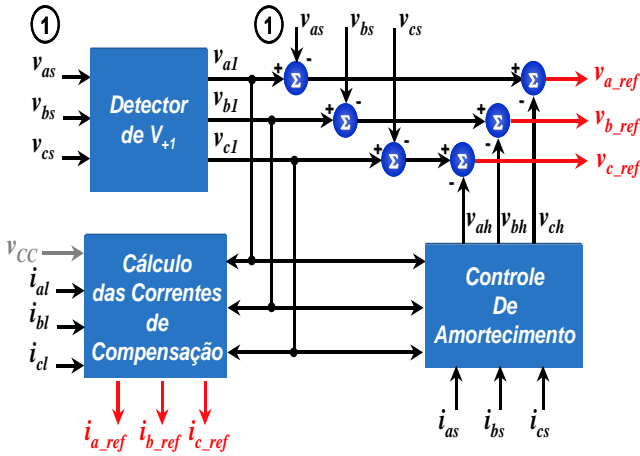 1
1
v_as
v_bs
v_cs
v_as
v_bs
v_cs
Detector
de V_+1
v_a1
v_b1
v_c1
+
-
Σ
+
-
Σ
v_a_ref
+
-
Σ
+
-
Σ
v_b_ref
+
-
Σ
+
-
Σ
v_c_ref
v_ah
v_bh
v_ch
v_CC
i_al
i_bl
i_cl
Cálculo
das Correntes
de
Compensação
Controle
De
Amortecimento
i_a_ref
i_b_ref
i_c_ref
i_as
i_bs
i_cs